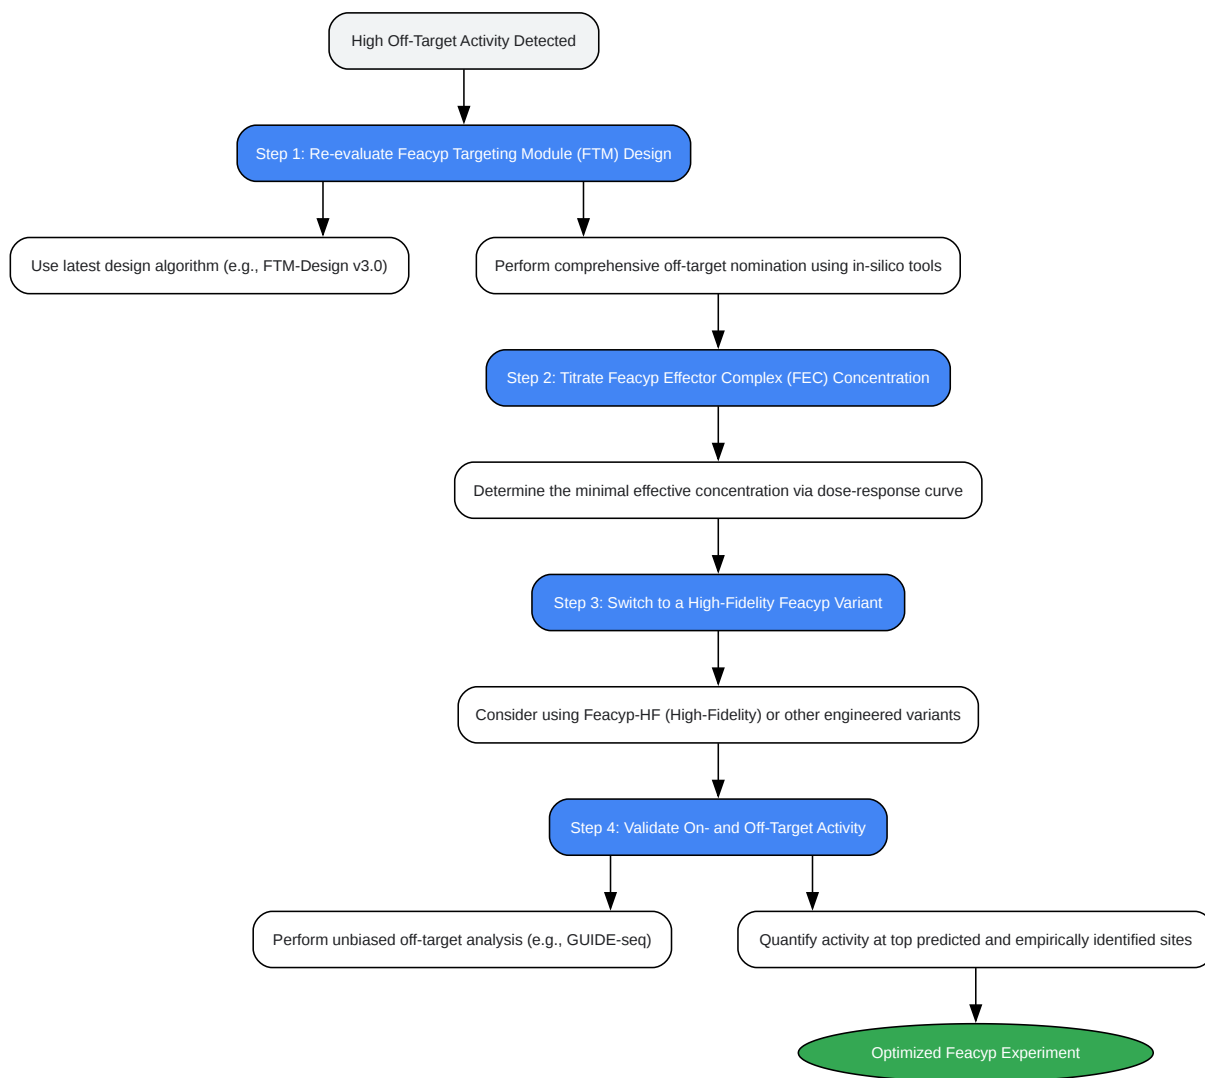 High Off-Target Activity Detected
Step 1: Re-evaluate Feacyp Targeting Module (FTM) Design
Use latest design algorithm (e.g., FTM-Design v3.0)
Perform comprehensive off-target nomination using in-silico tools
Step 2: Titrate Feacyp Effector Complex (FEC) Concentration
Determine the minimal effective concentration via dose-response curve
Step 3: Switch to a High-Fidelity Feacyp Variant
Consider using Feacyp-HF (High-Fidelity) or other engineered variants
Step 4: Validate On- and Off-Target Activity
Perform unbiased off-target analysis (e.g., GUIDE-seq)
Quantify activity at top predicted and empirically identified sites
Optimized Feacyp Experiment